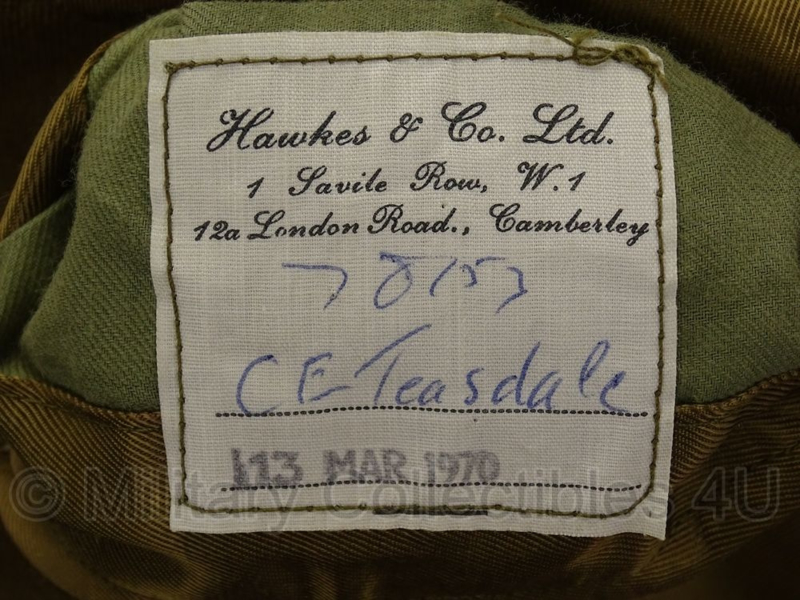 Hawkes & Co. Ltd.
1 Savile Row, W.1
12a London Road., Camberley
C E Teasdale
13 MAR 1970
© Military Collectibles 4U